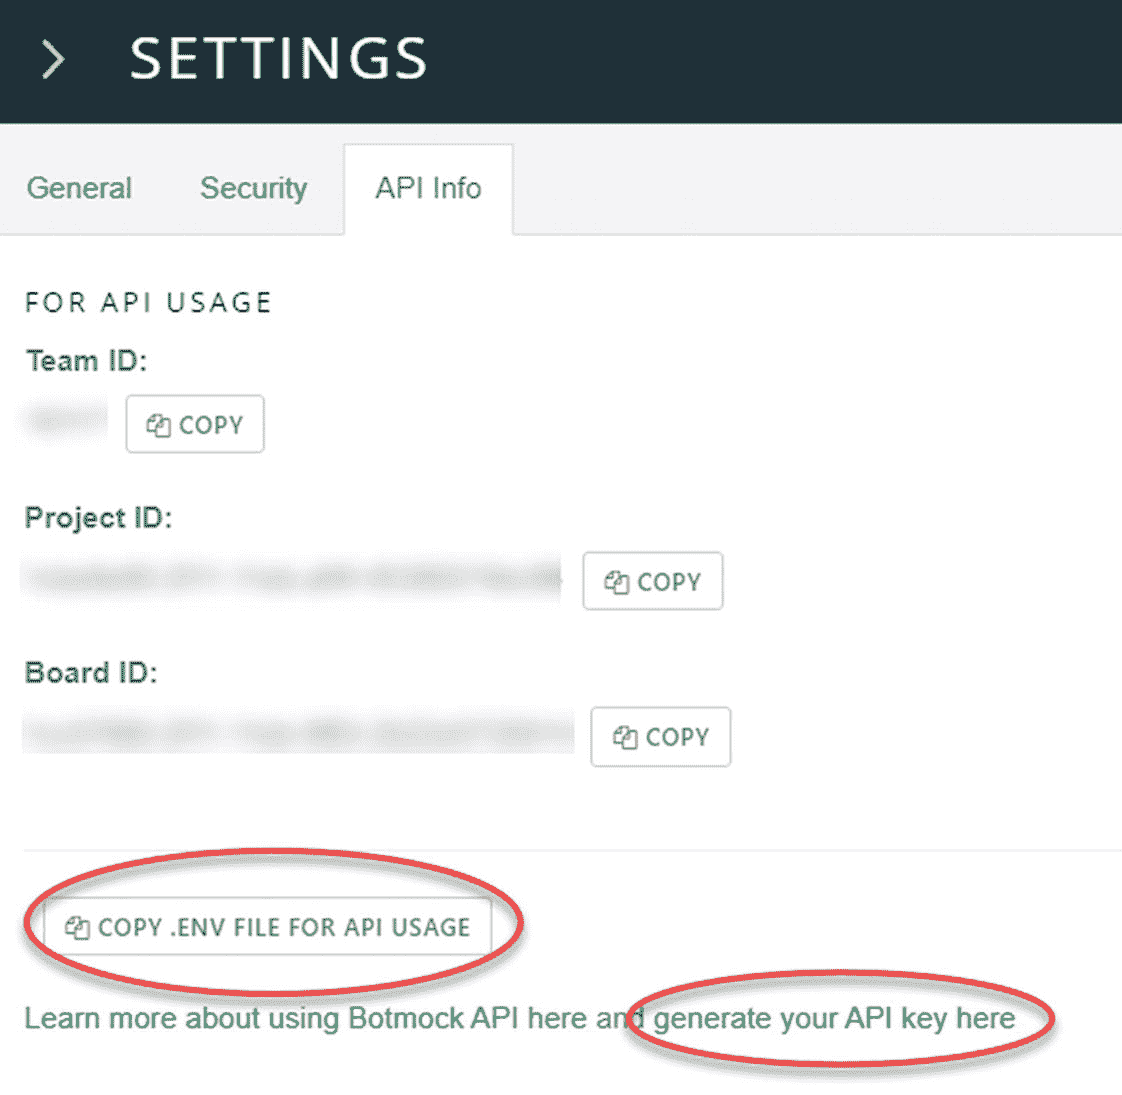 SETTINGS
General Security API Info
FOR API USAGE
Team ID:
COPY
Project ID:
COPY
Board ID:
COPY
COPY .ENV FILE FOR API USAGE
Learn more about using Botmock API here and generate your API key here